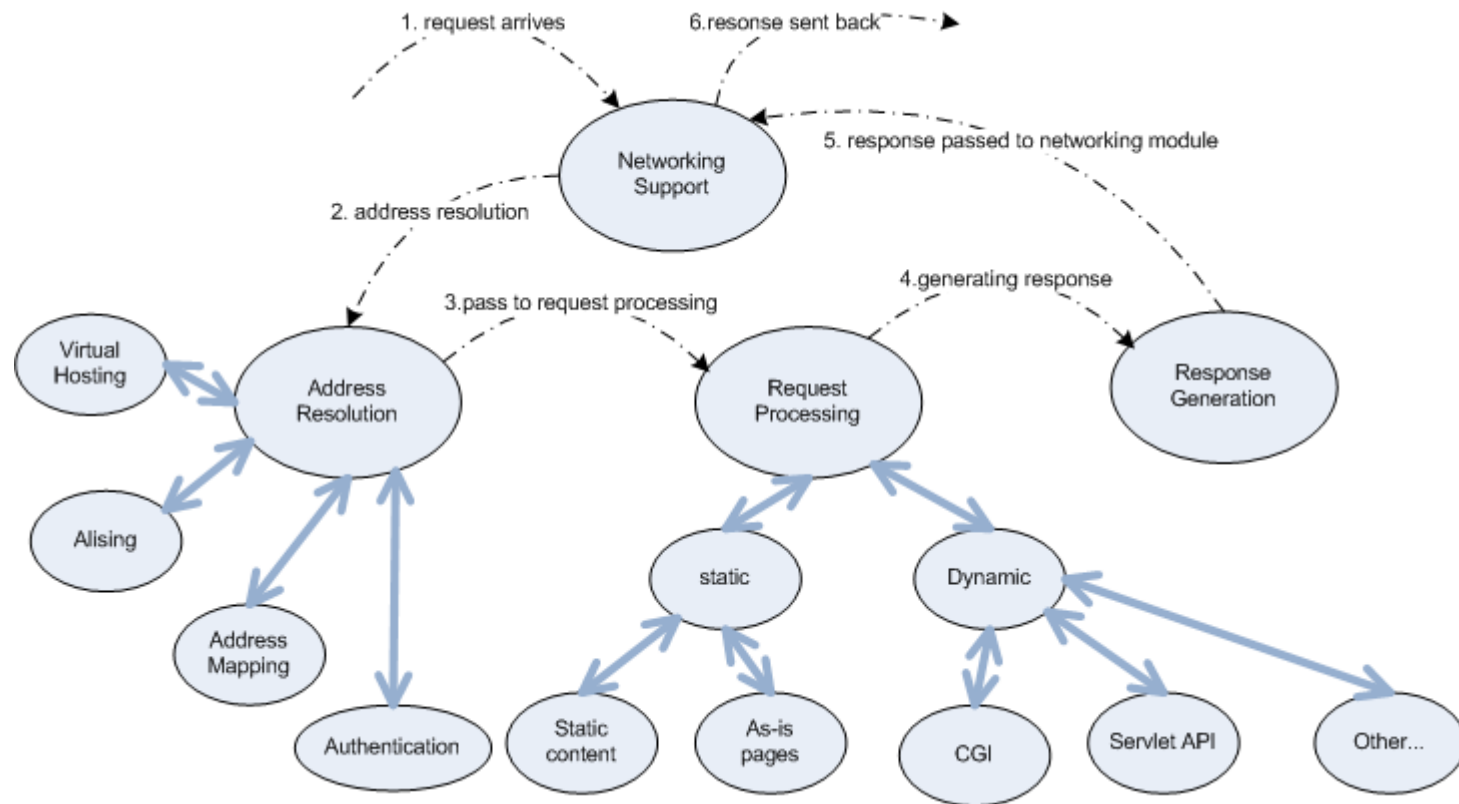 1. request arrives
6.resonse sent back
Networking
Support
5. response passed to networking module
2. address resolution
3.pass to request processing
4.generating response
Virtual
Hosting
Address
Resolution
Request
Processing
Response
Generation
Alising
static
Dynamic
Address
Mapping
Authentication
Static
content
As-is
pages
CGI
Servlet API
Other...